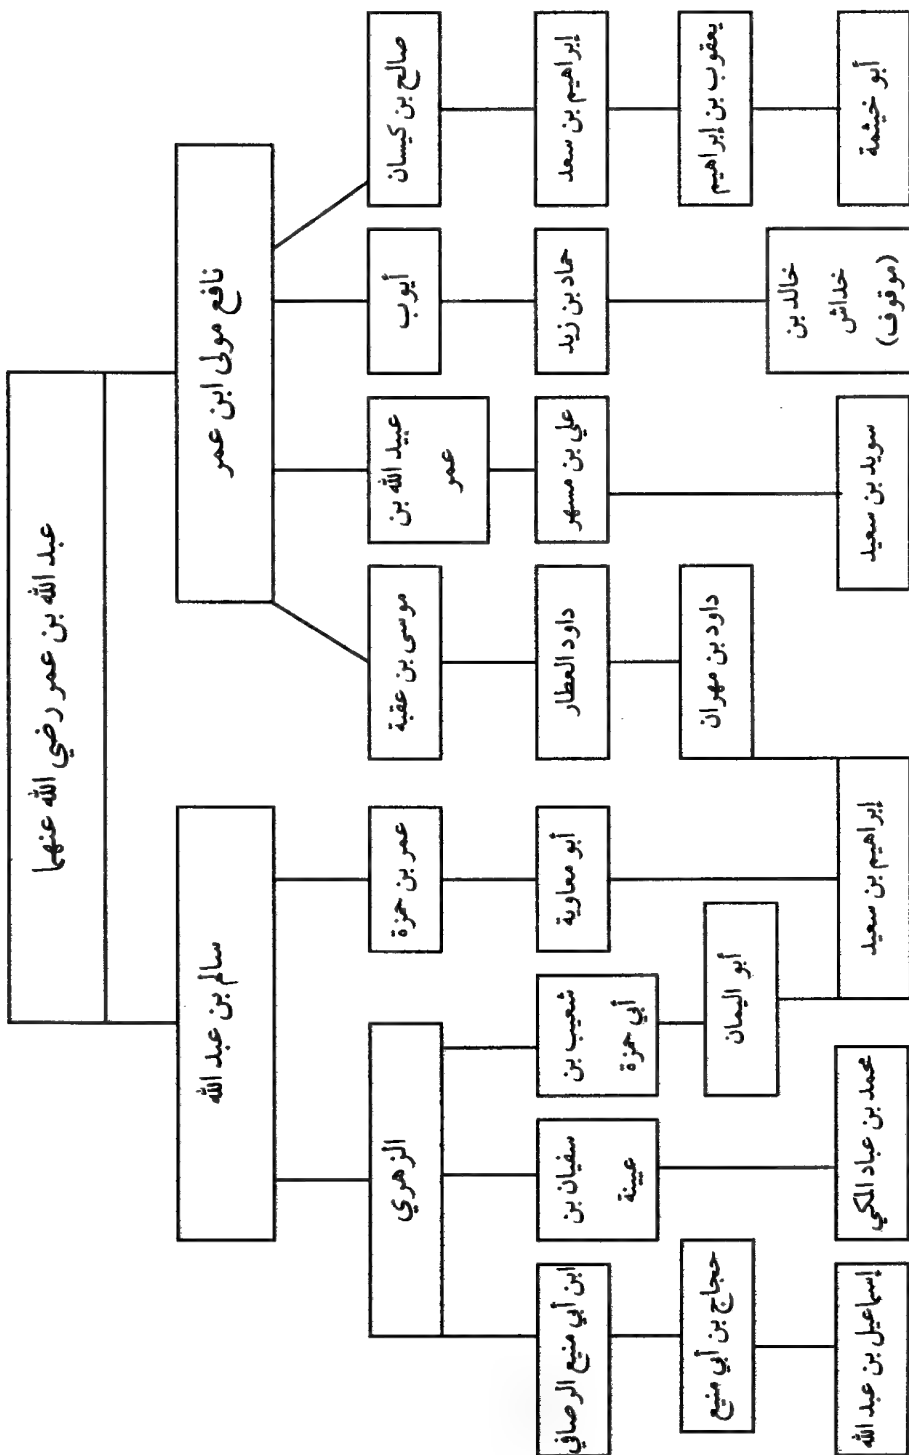 عبد الله بن عمر رضي الله عنهما
نافع مولى ابن عمر
سالم بن عبد الله
صالح بن كيسان
أيوب
عبيد الله بن
عمر
موسى بن عقبة
عمر بن حمزة
الزهري
إبراهيم بن سعد
حماد بن زيد
علي بن مسهر
داود العطار
أبو معاوية
شعيب بن
أبي حمزة
سفيان بن
عيينة
ابن أبي منيع الرصافي
يعقوب بن إبراهيم
داود بن مهران
أبو اليمان
حجاج بن أبي منيع
أبو خيثمة
خالد بن
خداش
(موقوف)
سويد بن سعيد
إبراهيم بن سعيد
محمد بن عباد المكي
إسماعيل بن عبد الله